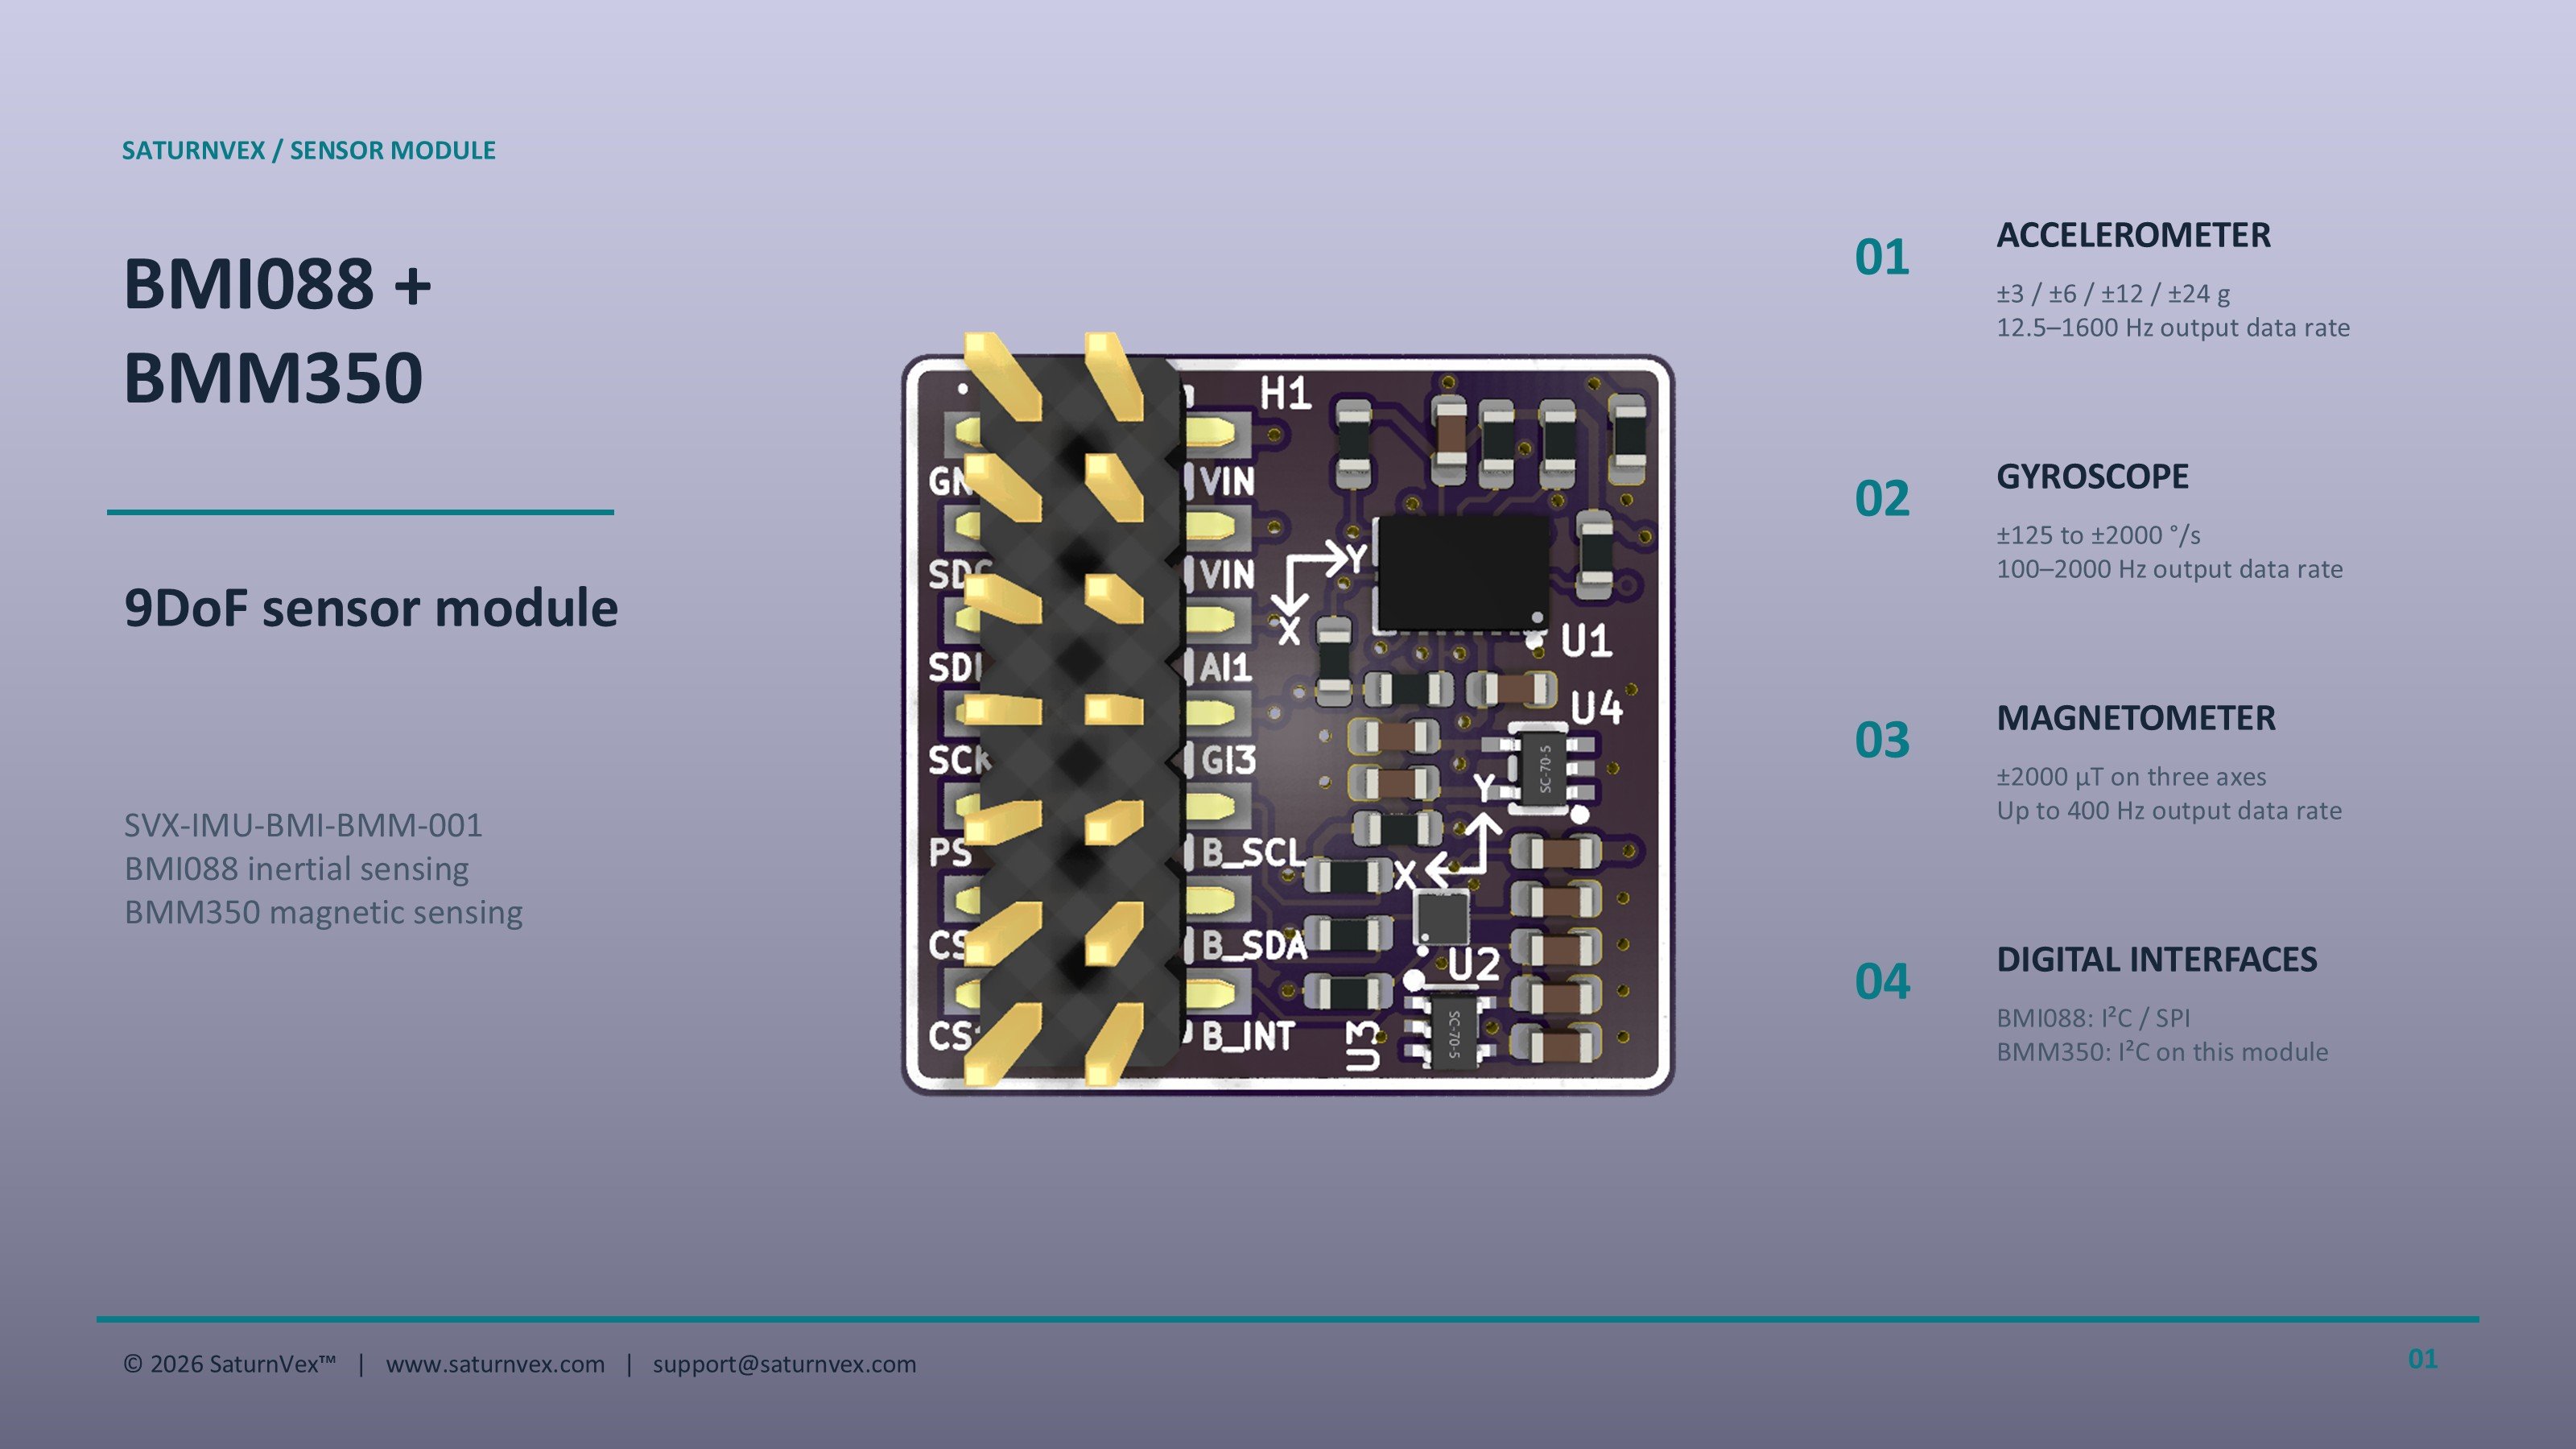 SATURNVEX / SENSOR MODULE
BMI088 +
BMM350
9DoF sensor module
SVX-IMU-BMI-BMM-001
BMI088 inertial sensing
BMM350 magnetic sensing
H1
VIN
VIN
AI1
SCK
GI3
PS
B_SCL
B_SDA
B_INT
Y
X
U1
U4
SC-70-5
Y
X
U2
U3
SC-70-5
01
ACCELEROMETER
±3 / ±6 / ±12 / ±24 g
12.5–1600 Hz output data rate
02
GYROSCOPE
±125 to ±2000 °/s
100–2000 Hz output data rate
03
MAGNETOMETER
±2000 µT on three axes
Up to 400 Hz output data rate
04
DIGITAL INTERFACES
BMI088: I²C / SPI
BMM350: I²C on this module
© 2026 SaturnVex™ | www.saturnvex.com | support@saturnvex.com
01